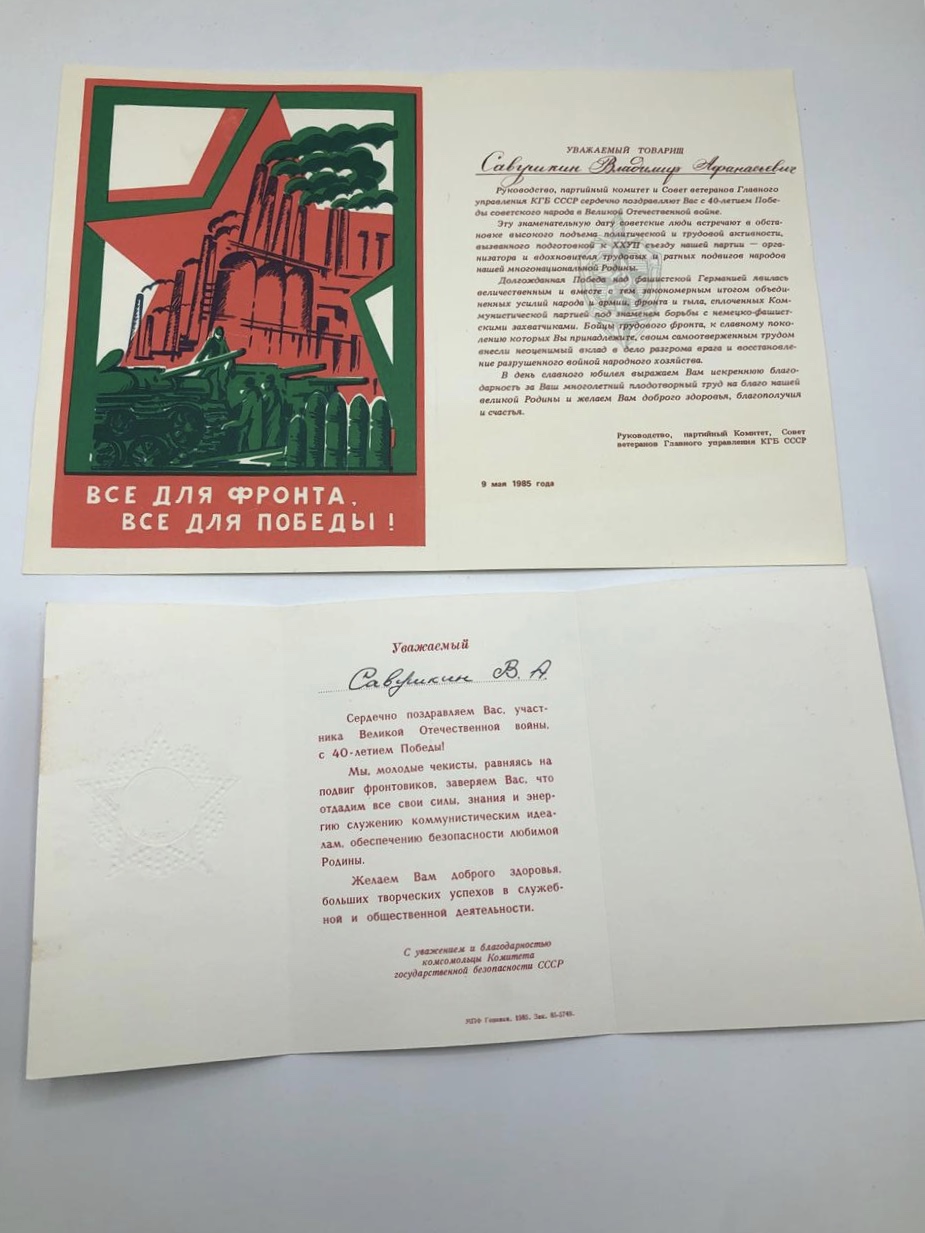 ВСЕ ДЛЯ ФРОНТА,
ВСЕ ДЛЯ ПОБЕДЫ!
УВАЖАЕМЫЙ ТОВАРИЩ
Саврикин Владимир Афанасьевич
Руководство, партийный комитет и Совет ветеранов Главного
управления КГБ СССР сердечно поздравляют Вас с 40-летием Побе-
ды советского народа в Великой Отечественной войне.
Эту знаменательную дату советские люди встречают в обста-
новке высокого подъема политической и трудовой активности,
вызванного подготовкой к XXУП съезду нашей партии — орга-
низатора и вдохновителя трудовых и ратных подвигов народов
нашей многонациональной Родины.
Долгожданная Победа над фашистской Германией явилась
величественным и вместе с тем закономерным итогом объеди-
ненных усилий народа и армии, фронта и тыла, сплоченных Ком-
мунистической партией под знаменем борьбы с немецко-фашист-
скими захватчиками. Бойцы трудового фронта, к славному поко-
лению которых Вы принадлежите, своим самоотверженным трудом
внесли неоценимый вклад в дело разгрома врага и восстановле-
ние разрушенного войной народного хозяйства.
В день славного юбилея выражаем Вам искреннюю благо-
дарность за Ваш многолетний плодотворный труд на благо нашей
великой Родины и желаем Вам доброго здоровья, благополучия
и счастья.
Руководство, партийный Комитет, Совет
ветеранов Главного управления КГБ СССР
9 мая 1985 года
Уважаемый
Саврикин В. А.
Сердечно поздравляем Вас, участ-
ника Великой Отечественной войны,
с 40-летием Победы!
Мы, молодые чекисты, равняясь на
подвиг фронтовиков, заверяем Вас, что
отдадим все свои силы, знания и энер-
гию служению коммунистическим идеа-
лам, обеспечению безопасности любимой
Родины.
Желаем Вам доброго здоровья,
больших творческих успехов в служеб-
ной и общественной деятельности.
С уважением и благодарностью
комсомольцы Комитета
государственной безопасности СССР
МПФ Гознака. 1985. Зак.